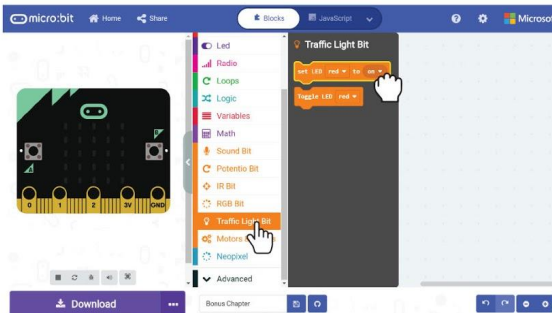 micro:bit Home Share Blocks JavaScript Microsoft
Led
Radio
Loops
Logic
Variables
Math
Sound Bit
Potentio Bit
IR Bit
RGB Bit
Traffic Light Bit
Motors
Neopixel
Advanced
Traffic Light Bit
set LED red to on
Toggle LED red
B
A
0 1 2 3V GND
Download
Bonus Chapter